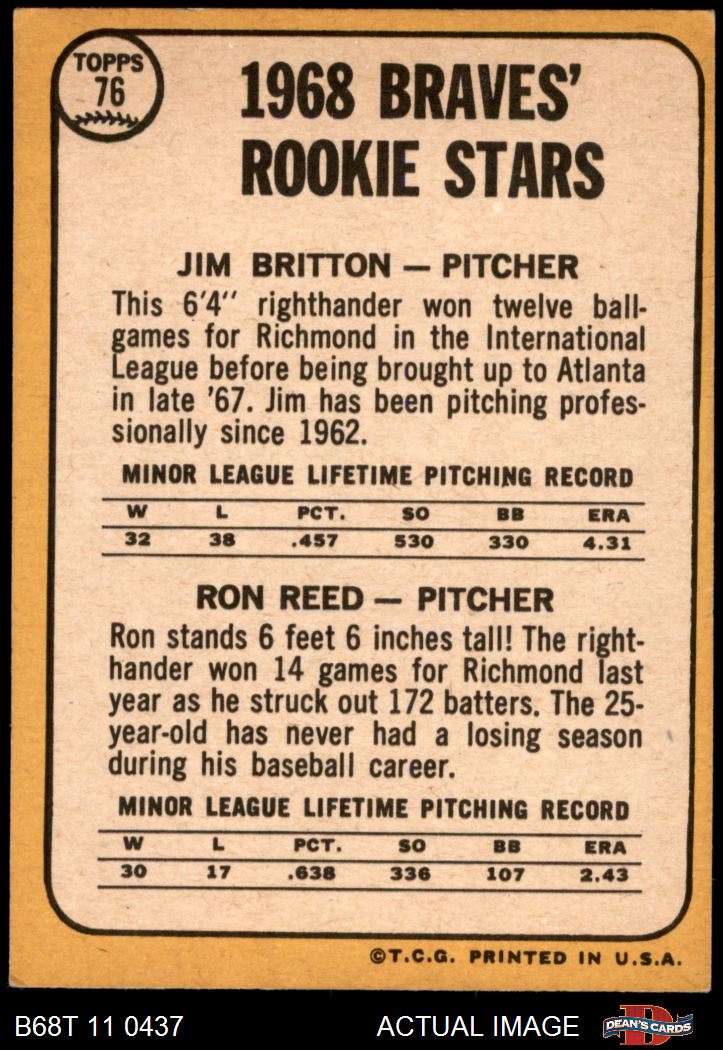 TOPPS
76
1968 BRAVES'
ROOKIE STARS
JIM BRITTON — PITCHER
This 6'4" righthander won twelve ball-
games for Richmond in the International
League before being brought up to Atlanta
in late '67. Jim has been pitching profes-
sionally since 1962.
MINOR LEAGUE LIFETIME PITCHING RECORD
W L PCT. SO BB ERA
32 38 .457 530 330 4.31
RON REED — PITCHER
Ron stands 6 feet 6 inches tall! The right-
hander won 14 games for Richmond last
year as he struck out 172 batters. The 25-
year-old has never had a losing season
during his baseball career.
MINOR LEAGUE LIFETIME PITCHING RECORD
W L PCT. SO BB ERA
30 17 .638 336 107 2.43
©T.C.G. PRINTED IN U.S.A.
B68T 11 0437 ACTUAL IMAGE D DEAN'S CARDS